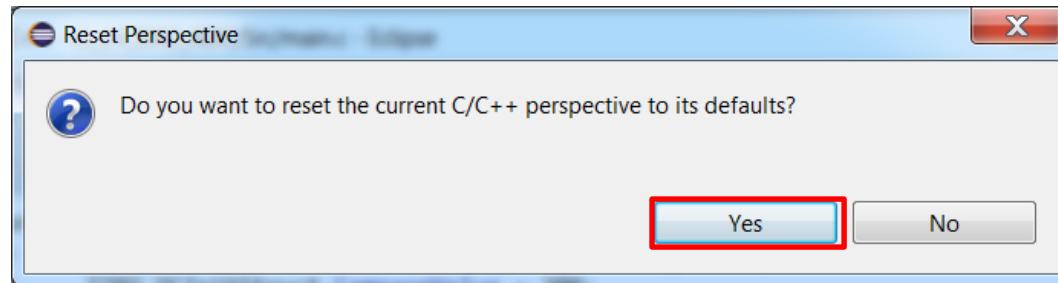 Reset Perspective
Do you want to reset the current C/C++ perspective to its defaults?
Yes
No